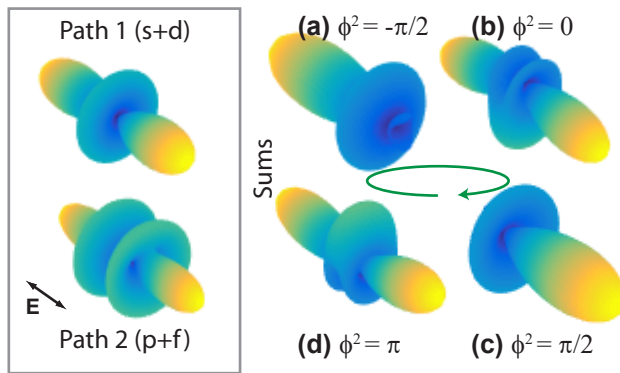 Path 1 (s+d)
E
Path 2 (p+f)
Sums
(a) ϕ² = -π/2
(b) ϕ² = 0
(d) ϕ² = π
(c) ϕ² = π/2